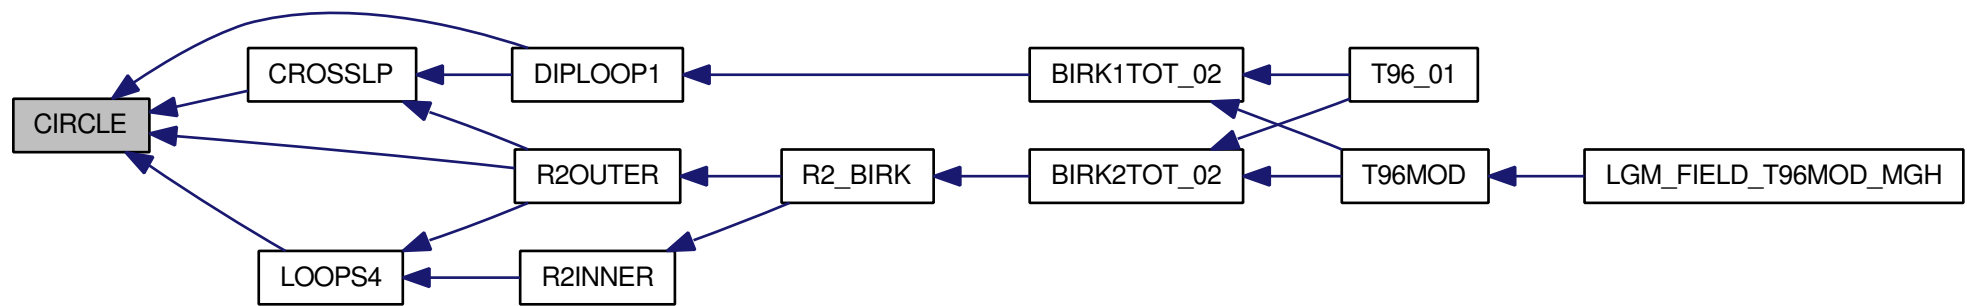 CIRCLE
CROSSLP
DIPLOOP1
BIRK1TOT_02
T96_01
R2OUTER
R2_BIRK
BIRK2TOT_02
T96MOD
LGM_FIELD_T96MOD_MGH
LOOPS4
R2INNER